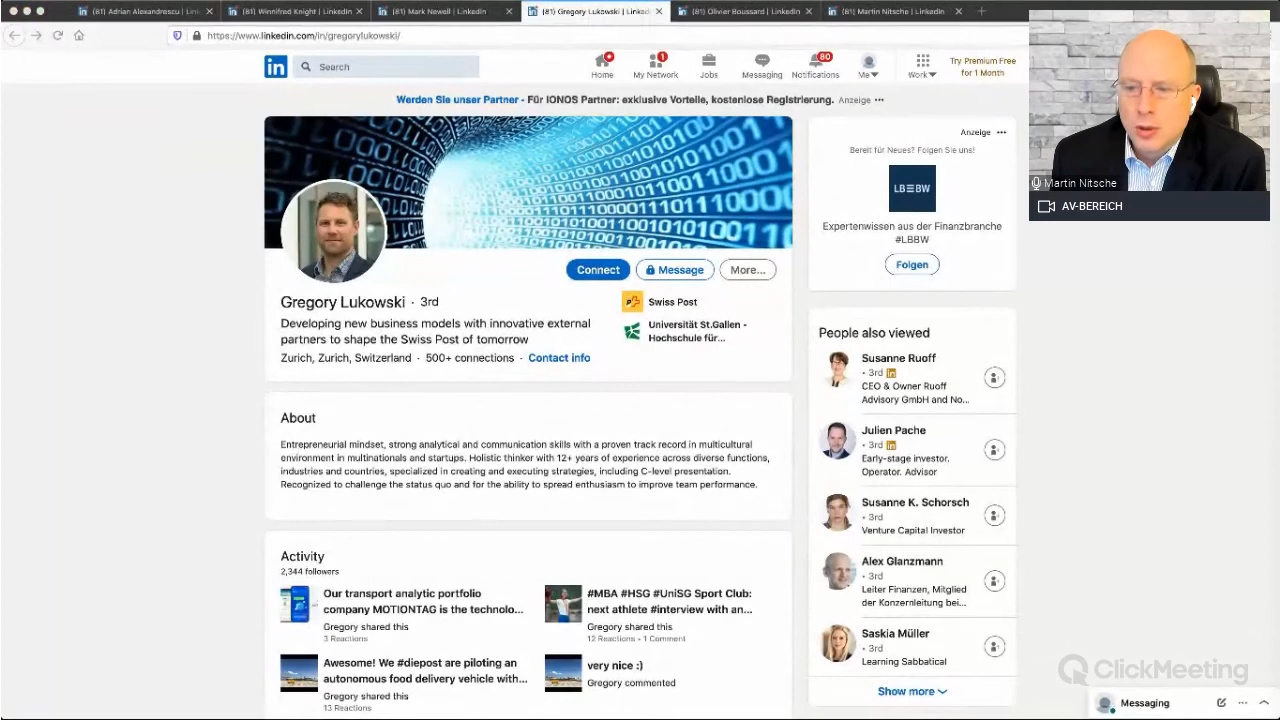 (81) Adrian Alexandrescu | Linked
(81) Winnifred Knight | LinkedIn
(81) Mark Newell | LinkedIn
(81) Gregory Lukowski | Linked
(81) Olivier Boussard | LinkedIn
(81) Martin Nitsche | LinkedIn
https://www.linkedin.com/in/gregorylukowski/
in
Search
Home
1
My Network
Jobs
Messaging
80
Notifications
Me
Work
Try Premium Free
for 1 Month
Werden Sie unser Partner - Für IONOS Partner: exklusive Vorteile, kostenlose Registrierung. Anzeige
Connect
Message
More...
Gregory Lukowski · 3rd
Developing new business models with innovative external
partners to shape the Swiss Post of tomorrow
Zurich, Zurich, Switzerland · 500+ connections · Contact info
Swiss Post
Universität St.Gallen -
Hochschule für...
About
Entrepreneurial mindset, strong analytical and communication skills with a proven track record in multicultural
environment in multinationals and startups. Holistic thinker with 12+ years of experience across diverse functions,
industries and countries, specialized in creating and executing strategies, including C-level presentation.
Recognized to challenge the status quo and for the ability to spread enthusiasm to improve team performance.
Activity
2,344 followers
Our transport analytic portfolio
company MOTIONTAG is the technolo...
Gregory shared this
3 Reactions
#MBA #HSG #UniSG Sport Club:
next athlete #interview with an...
Gregory shared this
12 Reactions • 1 Comment
Awesome! We #diepost are piloting an
autonomous food delivery vehicle with...
Gregory shared this
13 Reactions
very nice :)
Gregory commented
Anzeige
Bereit für Neues? Folgen Sie uns!
LB≡BW
Expertenwissen aus der Finanzbranche
#LBBW
Folgen
People also viewed
Susanne Ruoff
• 3rd
CEO & Owner Ruoff
Advisory GmbH and No...
Julien Pache
• 3rd
Early-stage investor.
Operator. Advisor
Susanne K. Schorsch
• 3rd
Venture Capital Investor
Alex Glanzmann
• 3rd
Leiter Finanzen, Mitglied
der Konzernleitung bei...
Saskia Müller
• 3rd
Learning Sabbatical
Show more
Martin Nitsche
AV-BEREICH
ClickMeeting
Messaging